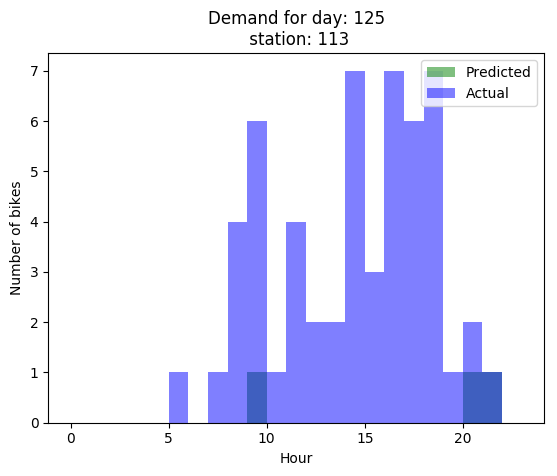 Demand for day: 125
station: 113
Predicted
Actual
Number of bikes
7
6
5
4
3
2
1
0
0 5 10 15 20
Hour